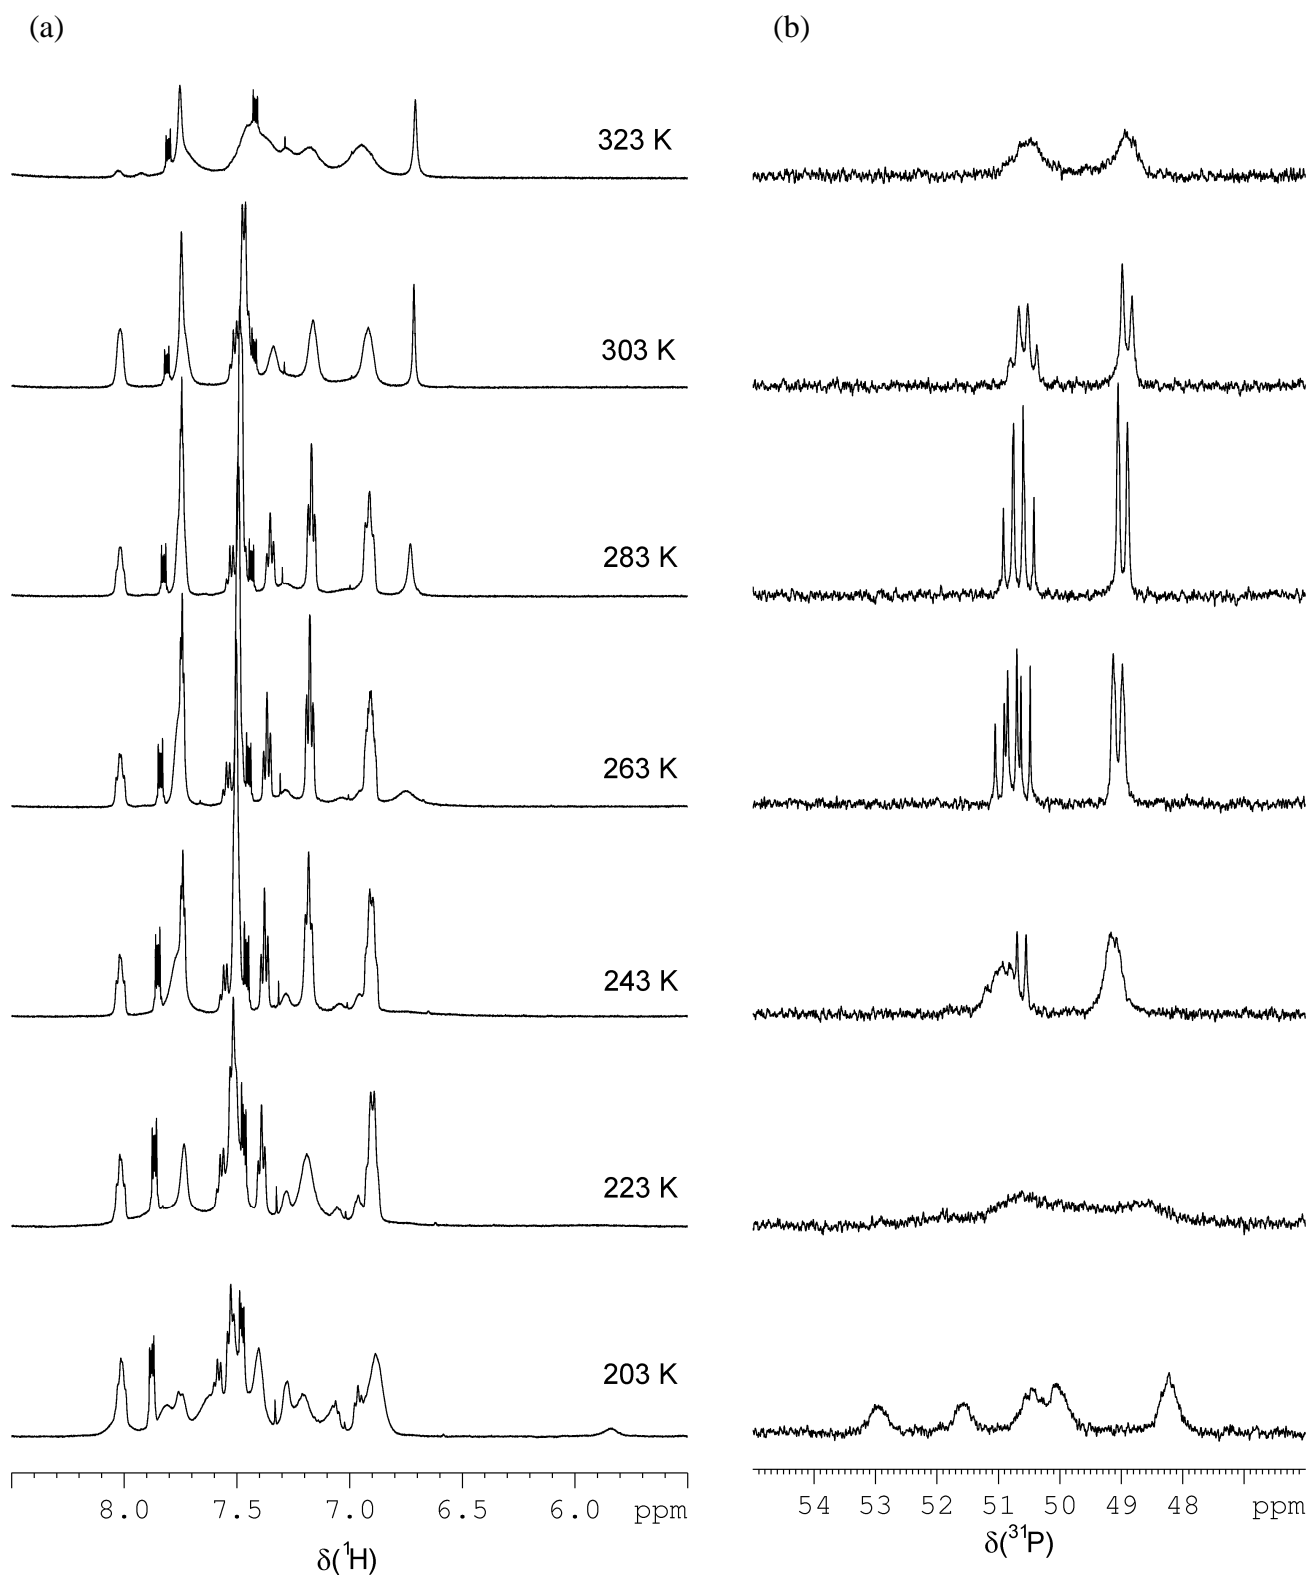 (a)
(b)
323 K
303 K
283 K
263 K
243 K
223 K
203 K
8.0 7.5 7.0 6.5 6.0 ppm
δ(¹H)
54 53 52 51 50 49 48 ppm
δ(³¹P)